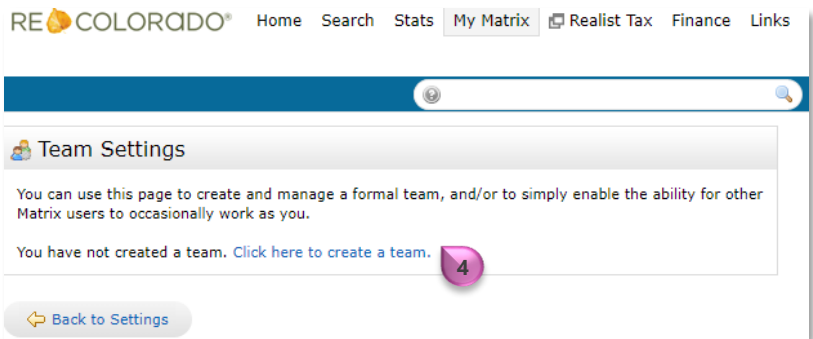 RE COLORADO® Home Search Stats My Matrix Realist Tax Finance Links
Team Settings
You can use this page to create and manage a formal team, and/or to simply enable the ability for other
Matrix users to occasionally work as you.
You have not created a team. Click here to create a team.
4
Back to Settings